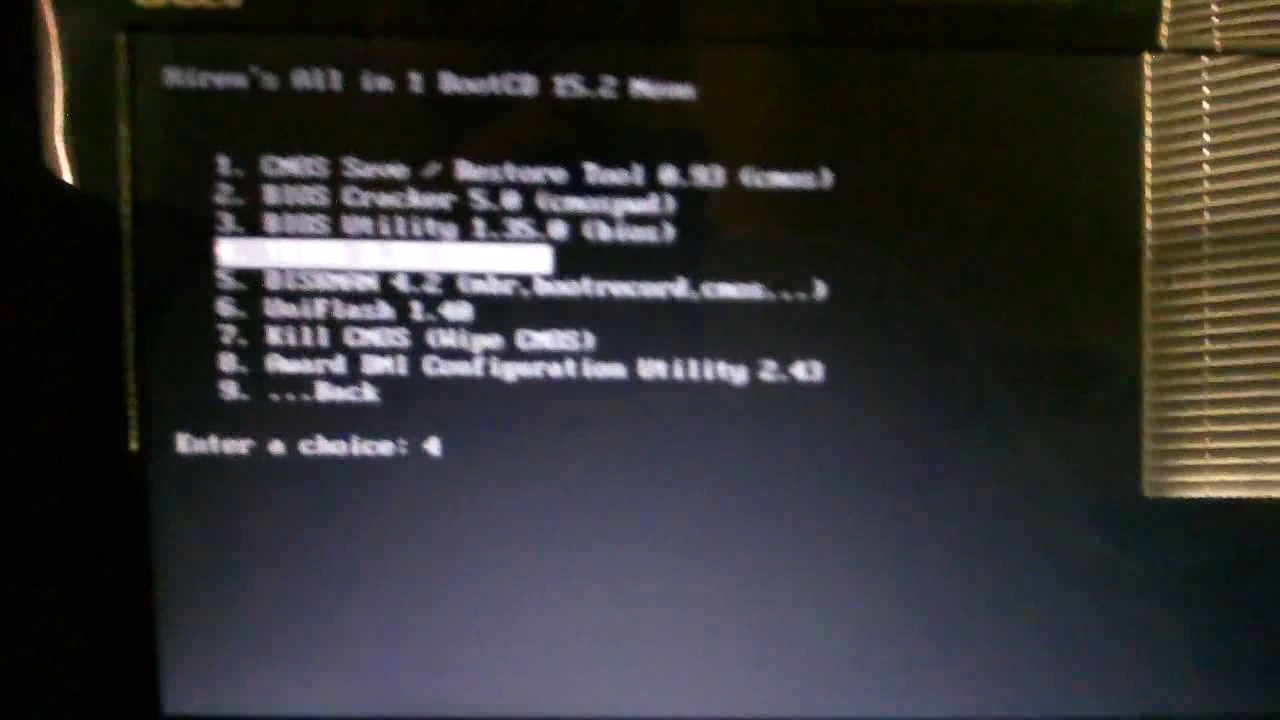 Hiren's All in 1 BootCD 15.2 Menu
1. CMOS Save / Restore Tool 0.93 (cmos)
2. BIOS Cracker 5.0 (cmospwd)
3. BIOS Utility 1.35.0 (bios)
4.
5. DISKMAN 4.2 (mbr,bootrecord,cmos...)
6. UniFlash 1.40
7. Kill CMOS (Wipe CMOS)
8. Award DMI Configuration Utility 2.43
9. ...Back
Enter a choice: 4